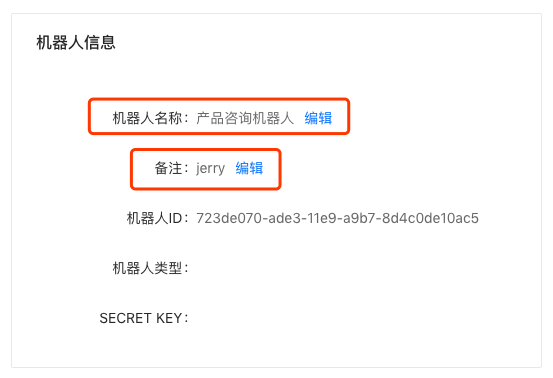 机器人信息
机器人名称: 产品咨询机器人 编辑
备注: jerry 编辑
机器人ID: 723de070-ade3-11e9-a9b7-8d4c0de10ac5
机器人类型:
SECRET KEY: